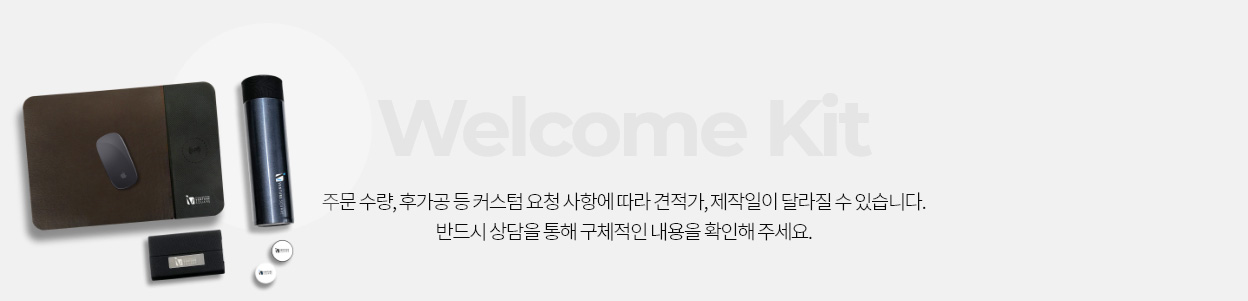 Welcome Kit
주문 수량, 후가공 등 커스텀 요청 사항에 따라 견적가, 제작일이 달라질 수 있습니다.
반드시 상담을 통해 구체적인 내용을 확인해 주세요.